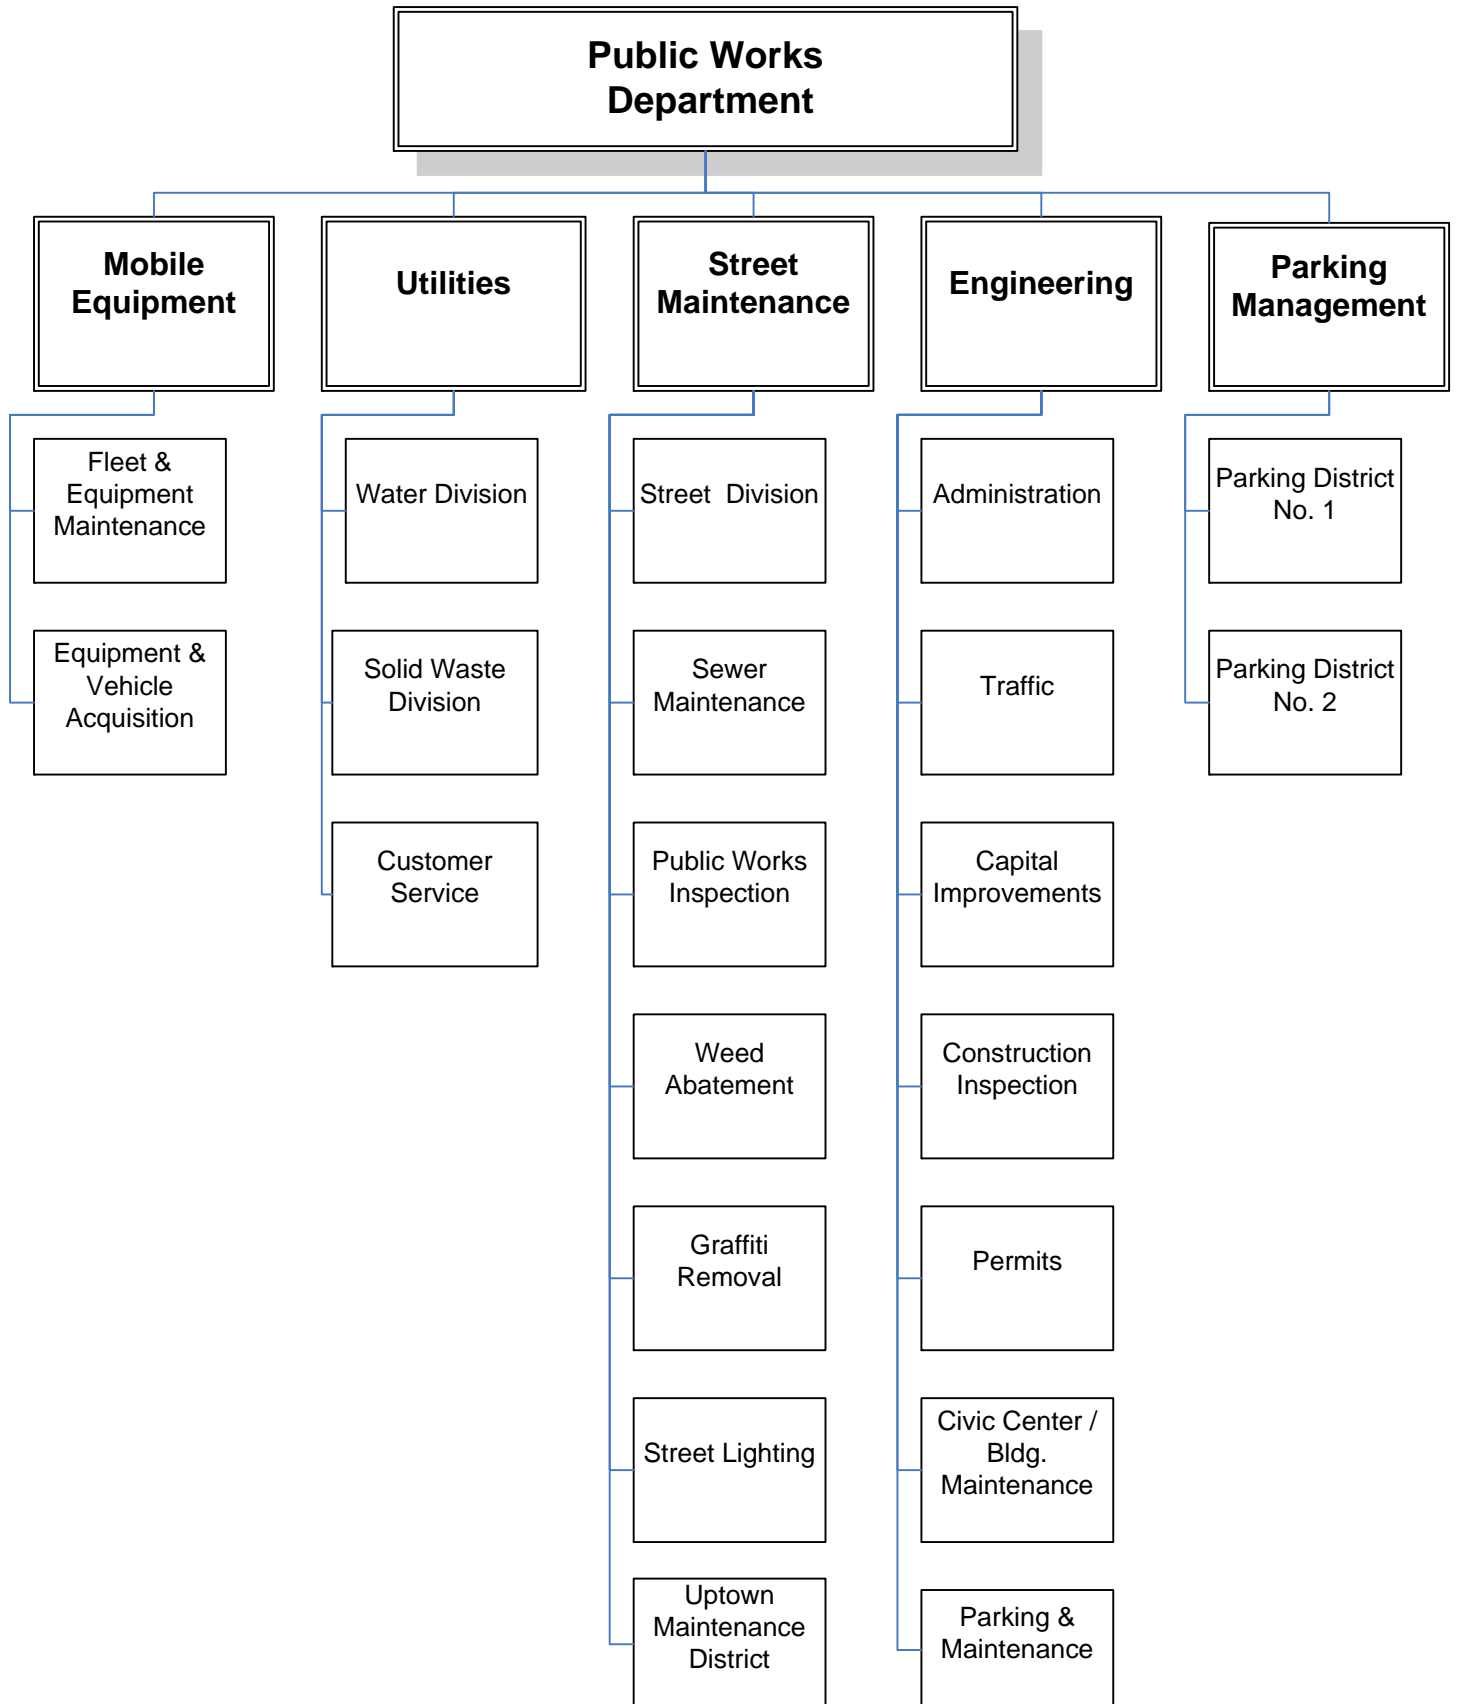 Public Works
Department
Mobile
Equipment
Utilities
Street
Maintenance
Engineering
Parking
Management
Fleet &
Equipment
Maintenance
Equipment &
Vehicle
Acquisition
Water Division
Solid Waste
Division
Customer
Service
Street  Division
Sewer
Maintenance
Public Works
Inspection
Weed
Abatement
Graffiti
Removal
Street Lighting
Uptown
Maintenance
District
Administration
Traffic
Capital
Improvements
Construction
Inspection
Permits
Civic Center /
Bldg.
Maintenance
Parking &
Maintenance
Parking District
No. 1
Parking District
No. 2